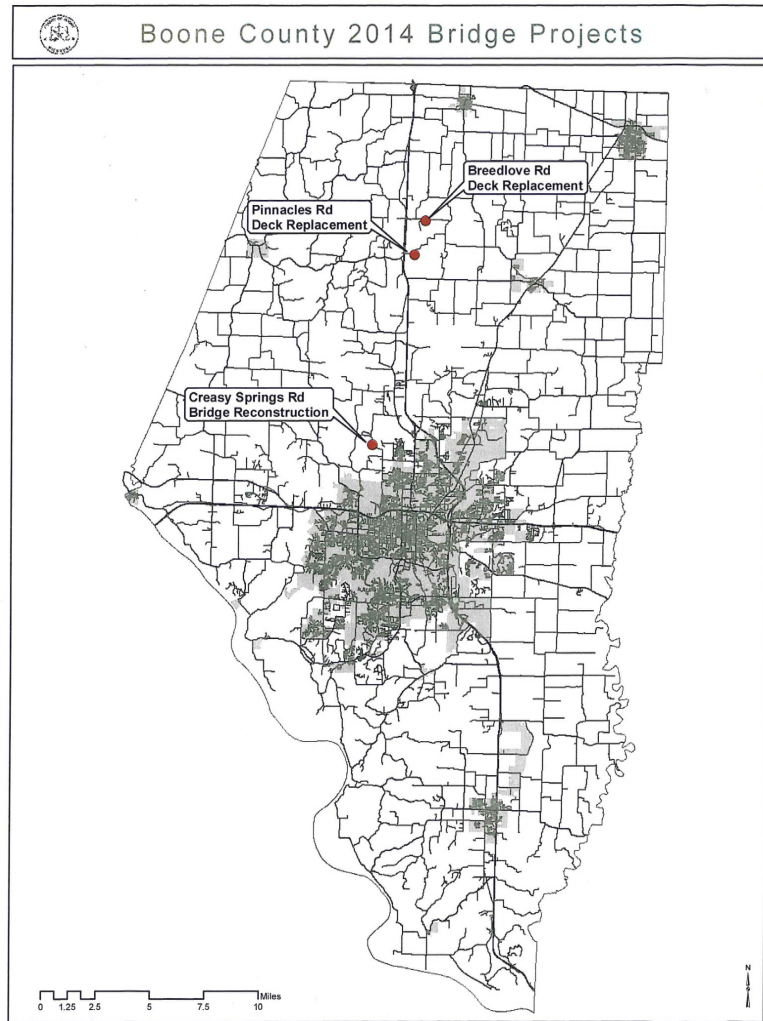 Boone County 2014 Bridge Projects
Breedlove Rd
Deck Replacement
Pinnacles Rd
Deck Replacement
Creasy Springs Rd
Bridge Reconstruction
N
Miles
0 1.25 2.5 5 7.5 10